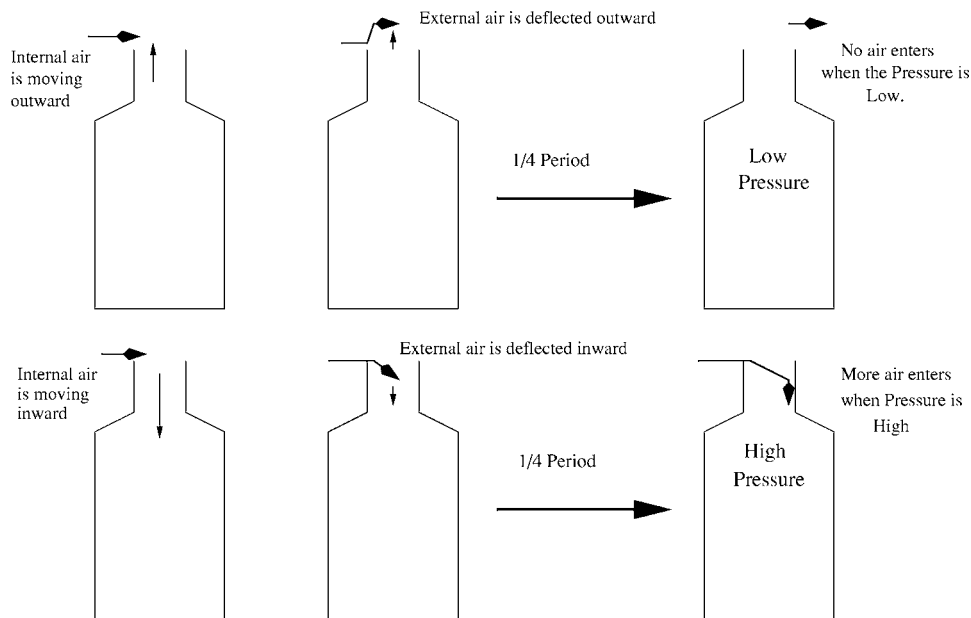 External air is deflected outward
Internal air
is moving
outward
No air enters
when the Pressure is
Low.
1/4 Period
Low
Pressure
External air is deflected inward
Internal air
is moving
inward
More air enters
when Pressure is
High
1/4 Period
High
Pressure